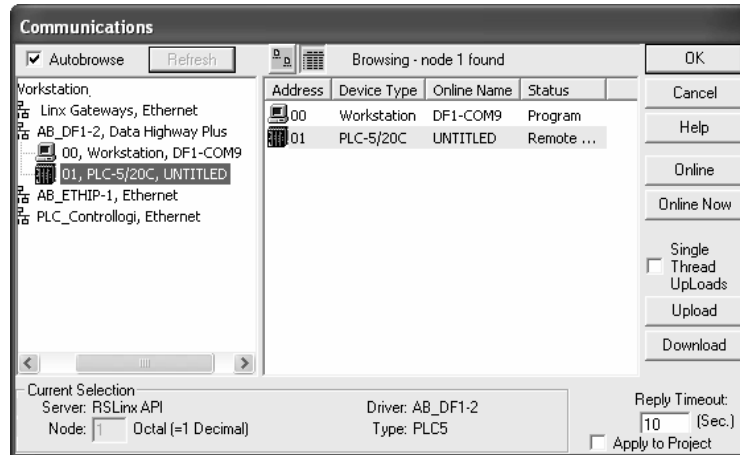 Communications
Autobrowse
Refresh
Browsing - node 1 found
Workstation,
Linx Gateways, Ethernet
AB_DF1-2, Data Highway Plus
00, Workstation, DF1-COM9
01, PLC-5/20C, UNTITLED
AB_ETHIP-1, Ethernet
PLC_Controllogi, Ethernet
Address Device Type Online Name Status
00 Workstation DF1-COM9 Program
01 PLC-5/20C UNTITLED Remote ...
OK
Cancel
Help
Online
Online Now
Single
Thread
UpLoads
Upload
Download
Current Selection
Server: RSLinx API
Driver: AB_DF1-2
Node: 1 Octal (=1 Decimal)
Type: PLC5
Reply Timeout:
10 (Sec.)
Apply to Project